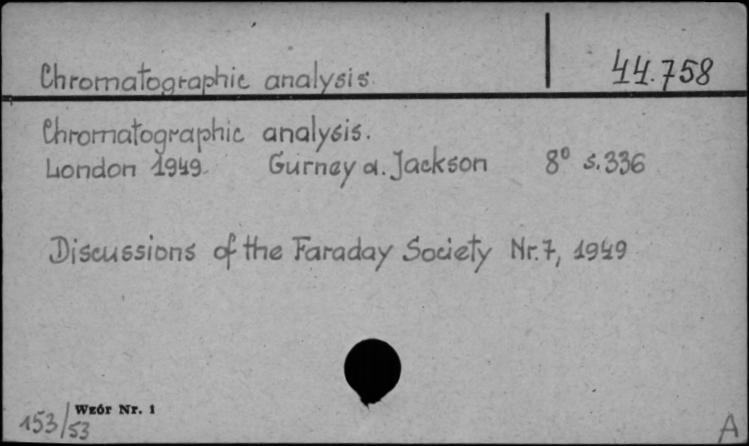 Chromatographic analysis.
44.758
Chromatographic analysis.
London 1949. Gurney a. Jackson 8° s.336
Discussions of the Faraday Society Nr. 7, 1949
153/53
Wzór Nr. 1
A